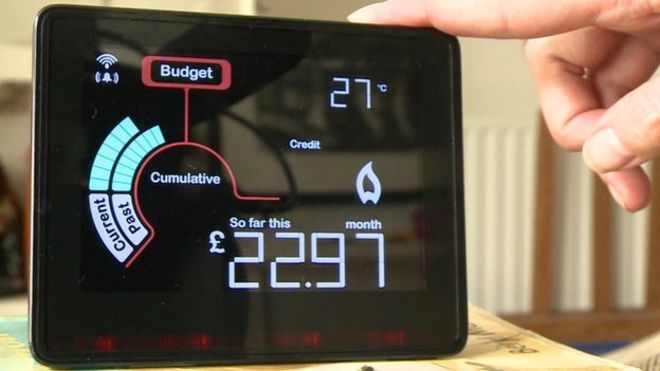 Budget
27 °C
Credit
Cumulative
Current
Past
So far this month
£22.97